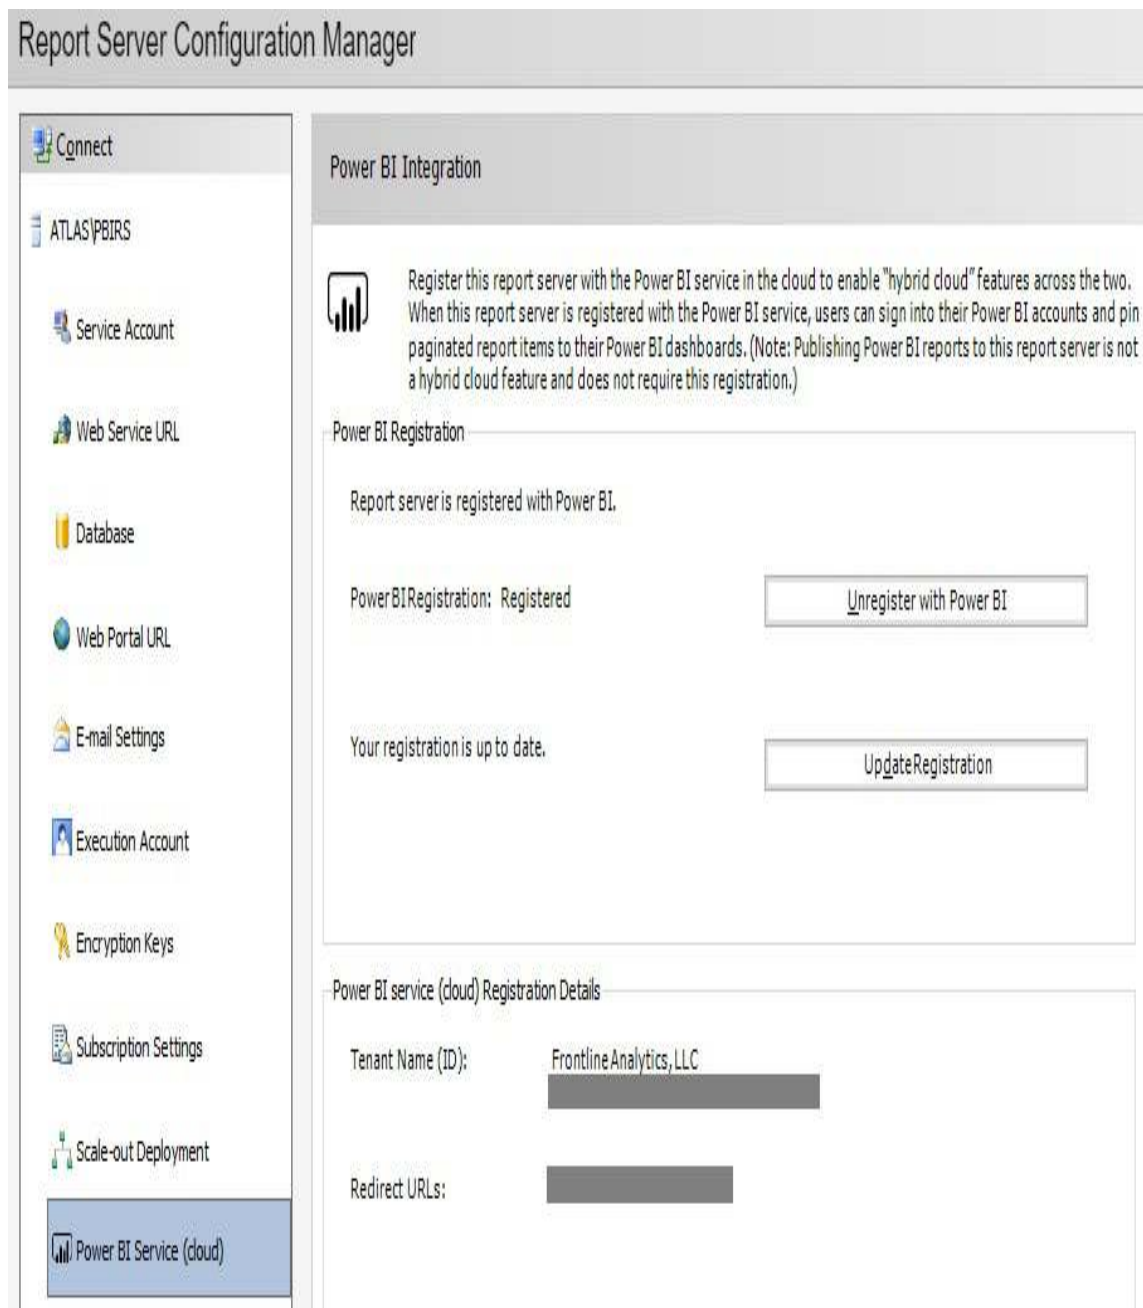 Report Server Configuration Manager
Connect
ATLAS\PBIRS
Service Account
Web Service URL
Database
Web Portal URL
E-mail Settings
Execution Account
Encryption Keys
Subscription Settings
Scale-out Deployment
Power BI Service (cloud)
Power BI Integration
Register this report server with the Power BI service in the cloud to enable “hybrid cloud” features across the two.
When this report server is registered with the Power BI service, users can sign into their Power BI accounts and pin
paginated report items to their Power BI dashboards. (Note: Publishing Power BI reports to this report server is not
a hybrid cloud feature and does not require this registration.)
Power BI Registration
Report server is registered with Power BI.
Power BI Registration: Registered
Unregister with Power BI
Your registration is up to date.
Update Registration
Power BI service (cloud) Registration Details
Tenant Name (ID): Frontline Analytics, LLC
Redirect URLs: